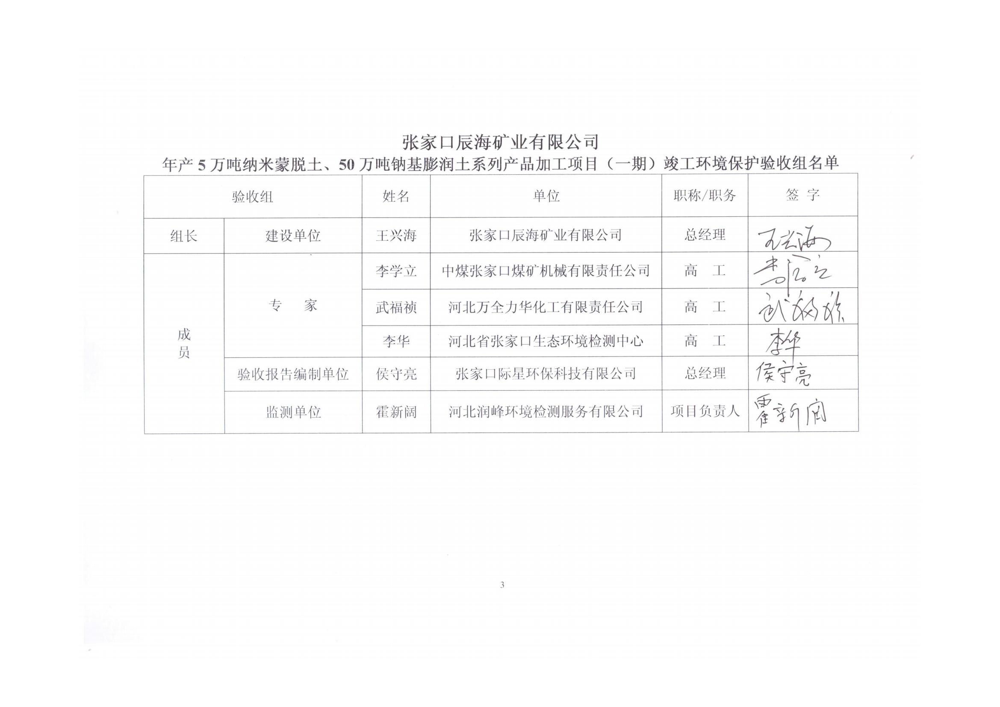 张家口辰海矿业有限公司
年产 5 万吨纳米蒙脱土、50 万吨钠基膨润土系列产品加工项目（一期）竣工环境保护验收组名单
验收组 姓名 单位 职称/职务 签 字
组长 建设单位 王兴海 张家口辰海矿业有限公司 总经理 王兴海
成员 专 家 李学立 中煤张家口煤矿机械有限责任公司 高 工 李学立
武福祯 河北万全力华化工有限责任公司 高 工 武福祯
李华 河北省张家口生态环境检测中心 高 工 李华
验收报告编制单位 侯守亮 张家口际星环保科技有限公司 总经理 侯守亮
监测单位 霍新阔 河北润峰环境检测服务有限公司 项目负责人 霍新阔
3